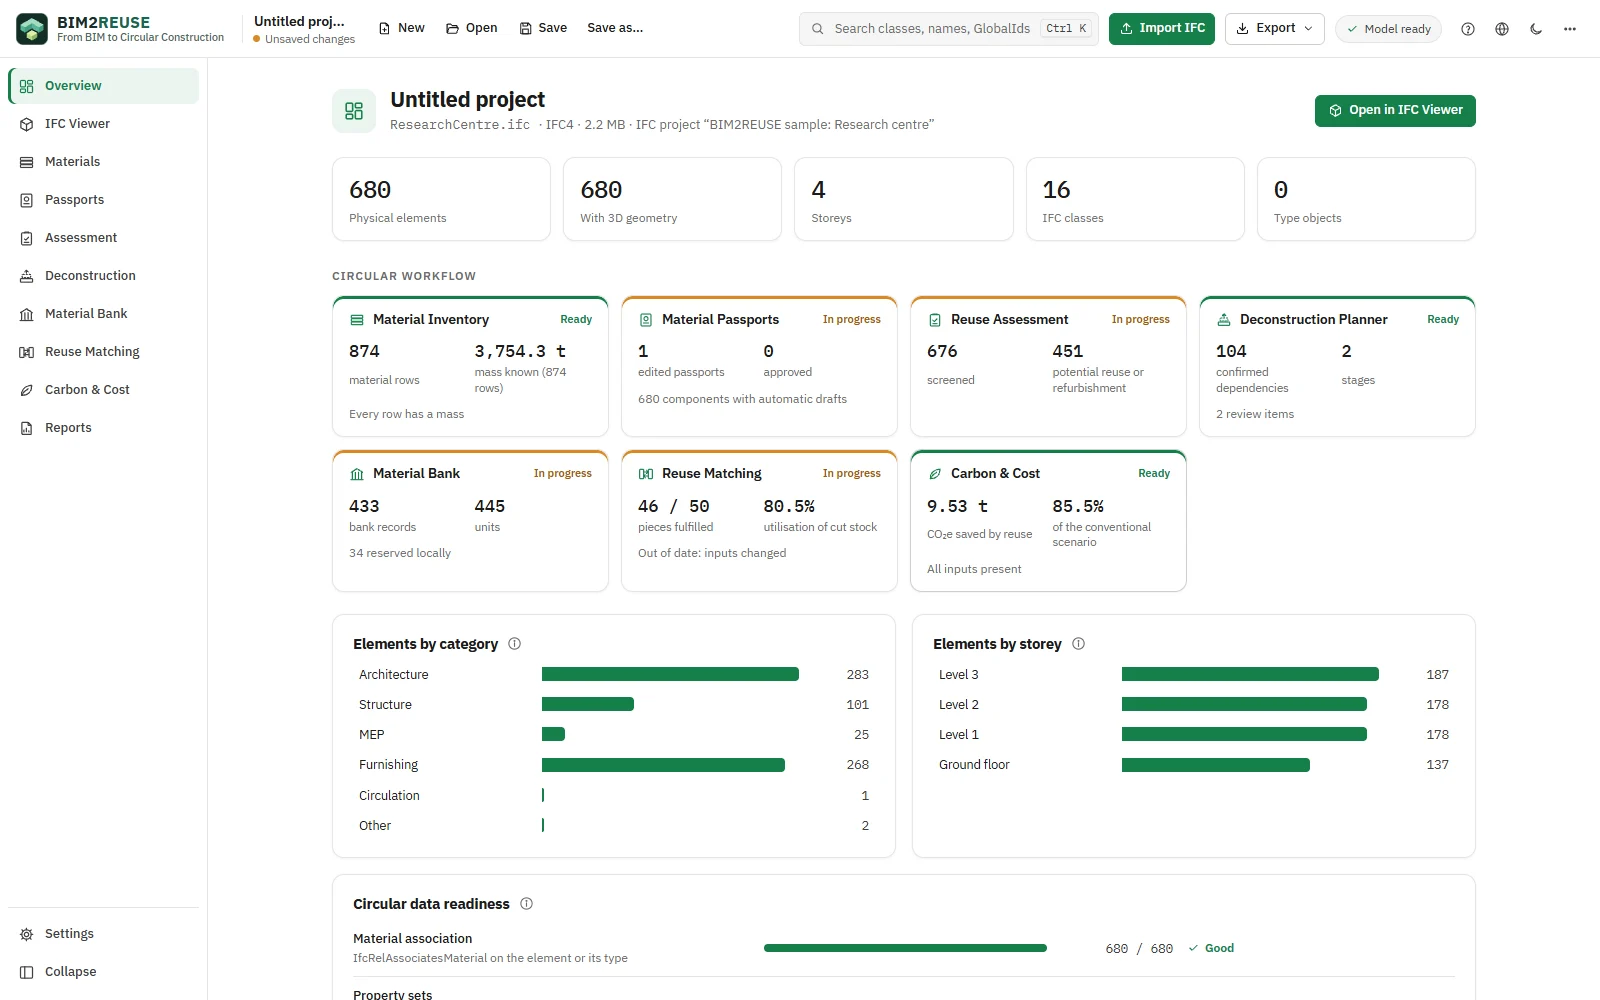 BIM2REUSE
From BIM to Circular Construction
Untitled proj...
Unsaved changes
New
Open
Save
Save as...
Search classes, names, GlobalIds
Ctrl K
Import IFC
Export
Model ready
Overview
IFC Viewer
Materials
Passports
Assessment
Deconstruction
Material Bank
Reuse Matching
Carbon & Cost
Reports
Settings
Collapse
Untitled project
ResearchCentre.ifc · IFC4 · 2.2 MB · IFC project “BIM2REUSE sample: Research centre”
Open in IFC Viewer
680
Physical elements
680
With 3D geometry
4
Storeys
16
IFC classes
0
Type objects
CIRCULAR WORKFLOW
Material Inventory
Ready
874
material rows
3,754.3 t
mass known (874
rows)
Every row has a mass
Material Passports
In progress
1
edited passports
0
approved
680 components with automatic drafts
Reuse Assessment
In progress
676
screened
451
potential reuse or
refurbishment
Deconstruction Planner
Ready
104
confirmed
dependencies
2
stages
2 review items
Material Bank
In progress
433
bank records
445
units
34 reserved locally
Reuse Matching
In progress
46 / 50
pieces fulfilled
80.5%
utilisation of cut stock
Out of date: inputs changed
Carbon & Cost
Ready
9.53 t
CO₂e saved by reuse
85.5%
of the conventional
scenario
All inputs present
Elements by category
Architecture 283
Structure 101
MEP 25
Furnishing 268
Circulation 1
Other 2
Elements by storey
Level 3 187
Level 2 178
Level 1 178
Ground floor 137
Circular data readiness
Material association
IfcRelAssociatesMaterial on the element or its type
680 / 680
Good
Property sets